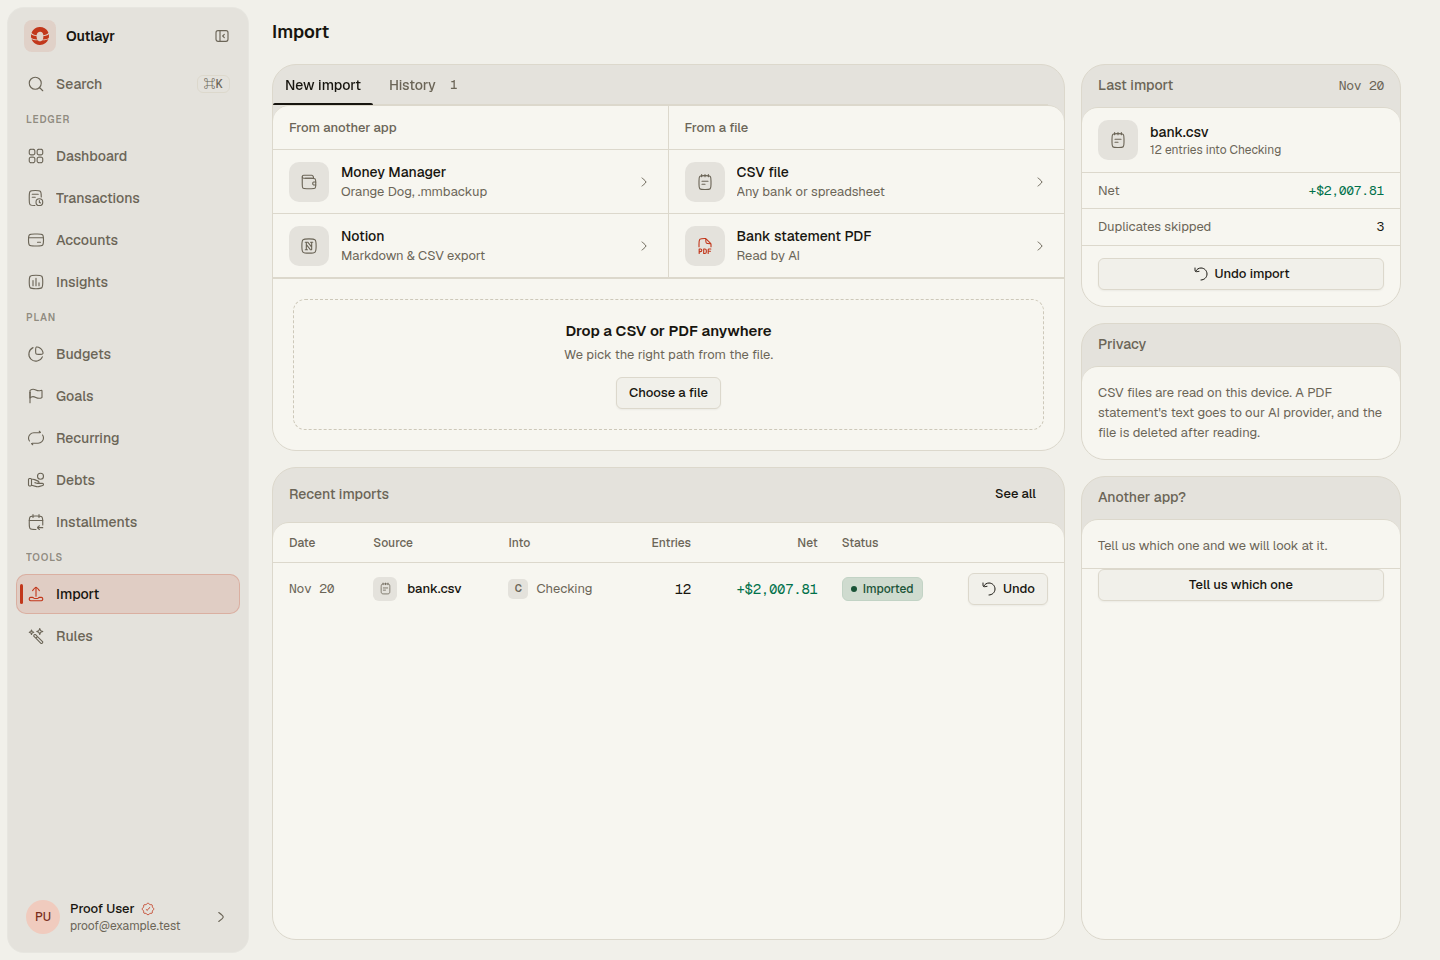 Outlayr
Search ⌘K
LEDGER
Dashboard
Transactions
Accounts
Insights
PLAN
Budgets
Goals
Recurring
Debts
Installments
TOOLS
Import
Rules
PU
Proof User
proof@example.test
Import
New import History 1
From another app
Money Manager
Orange Dog, .mmbackup
Notion
Markdown & CSV export
From a file
CSV file
Any bank or spreadsheet
PDF
Bank statement PDF
Read by AI
Drop a CSV or PDF anywhere
We pick the right path from the file.
Choose a file
Recent imports See all
Date Source Into Entries Net Status
Nov 20 bank.csv C Checking 12 +$2,007.81 Imported Undo
Last import Nov 20
bank.csv
12 entries into Checking
Net +$2,007.81
Duplicates skipped 3
Undo import
Privacy
CSV files are read on this device. A PDF
statement's text goes to our AI provider, and the
file is deleted after reading.
Another app?
Tell us which one and we will look at it.
Tell us which one